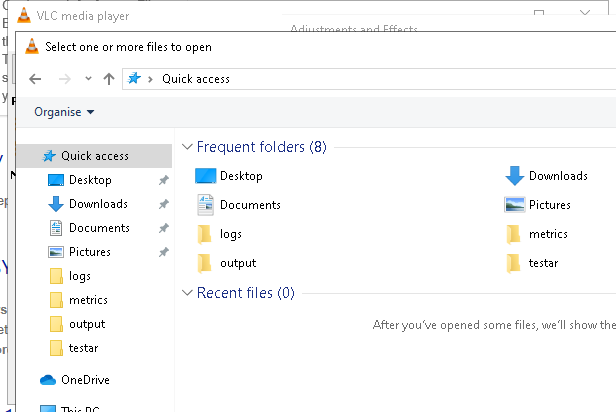 VLC media player
Adjustments and Effects
Select one or more files to open
Quick access
Organise
Quick access
Desktop
Downloads
Documents
Pictures
logs
metrics
output
testar
OneDrive
This PC
Frequent folders (8)
Desktop
Downloads
Documents
Pictures
logs
metrics
output
testar
Recent files (0)
After you've opened some files, we'll show the